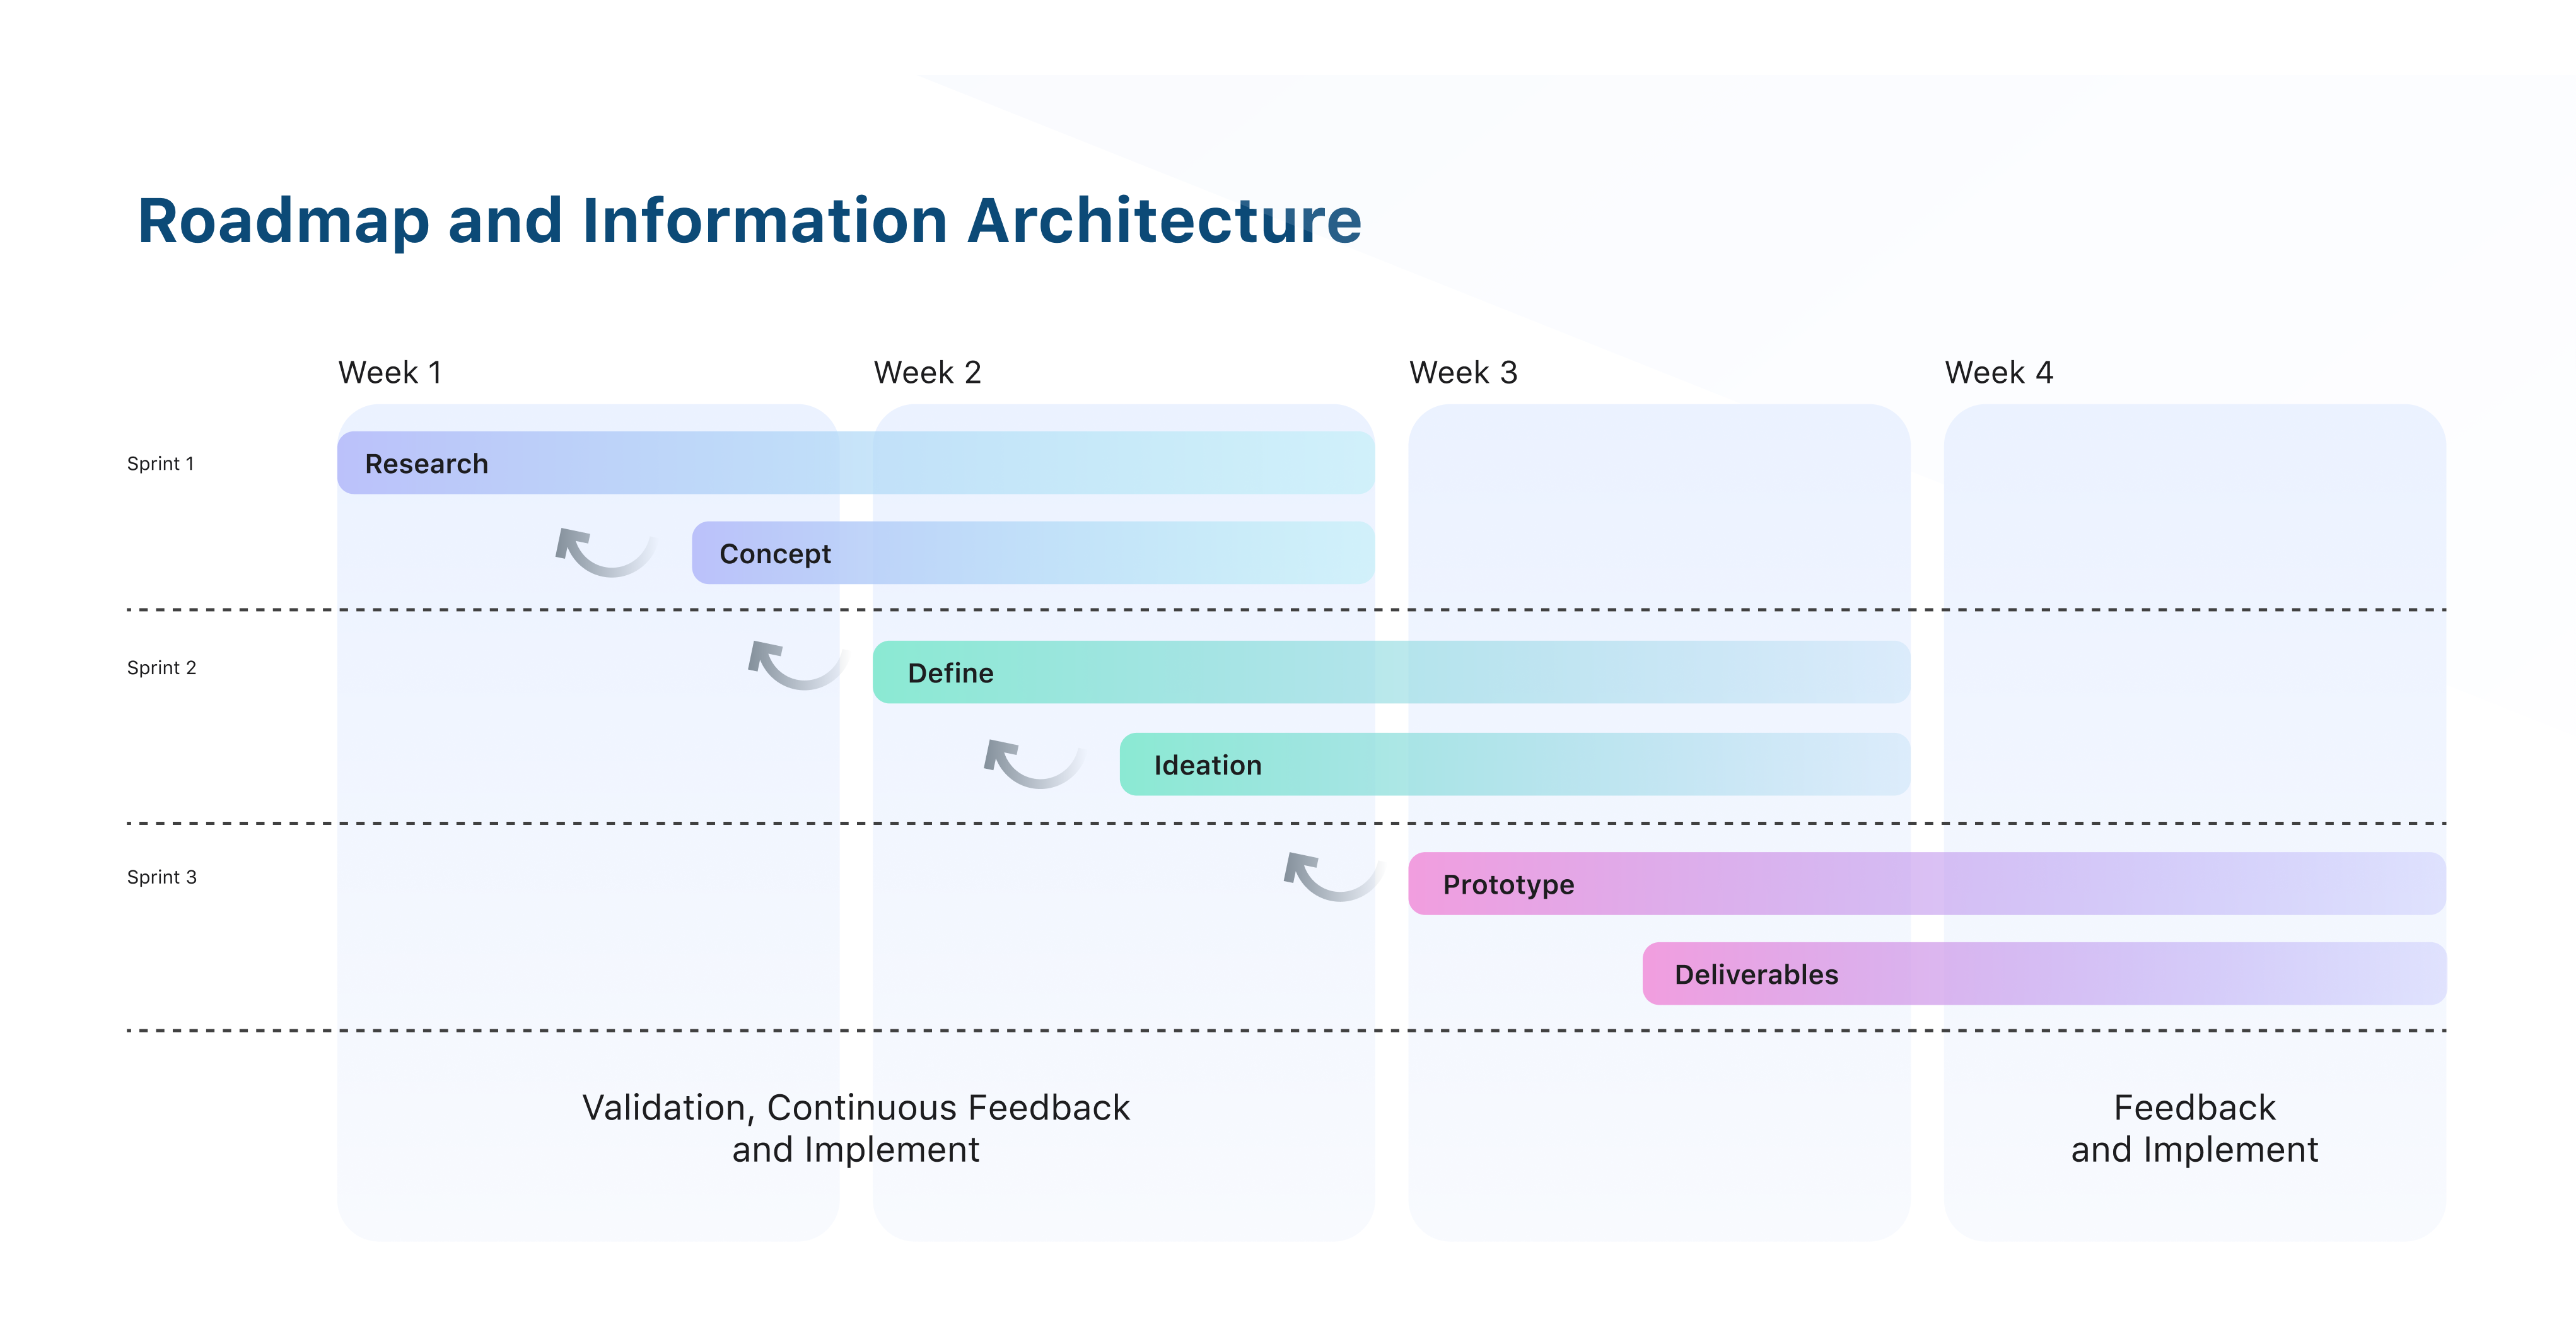 Roadmap and Information Architecture
Week 1
Week 2
Week 3
Week 4
Sprint 1
Research
Concept
Sprint 2
Define
Ideation
Sprint 3
Prototype
Deliverables
Validation, Continuous Feedback
and Implement
Feedback
and Implement